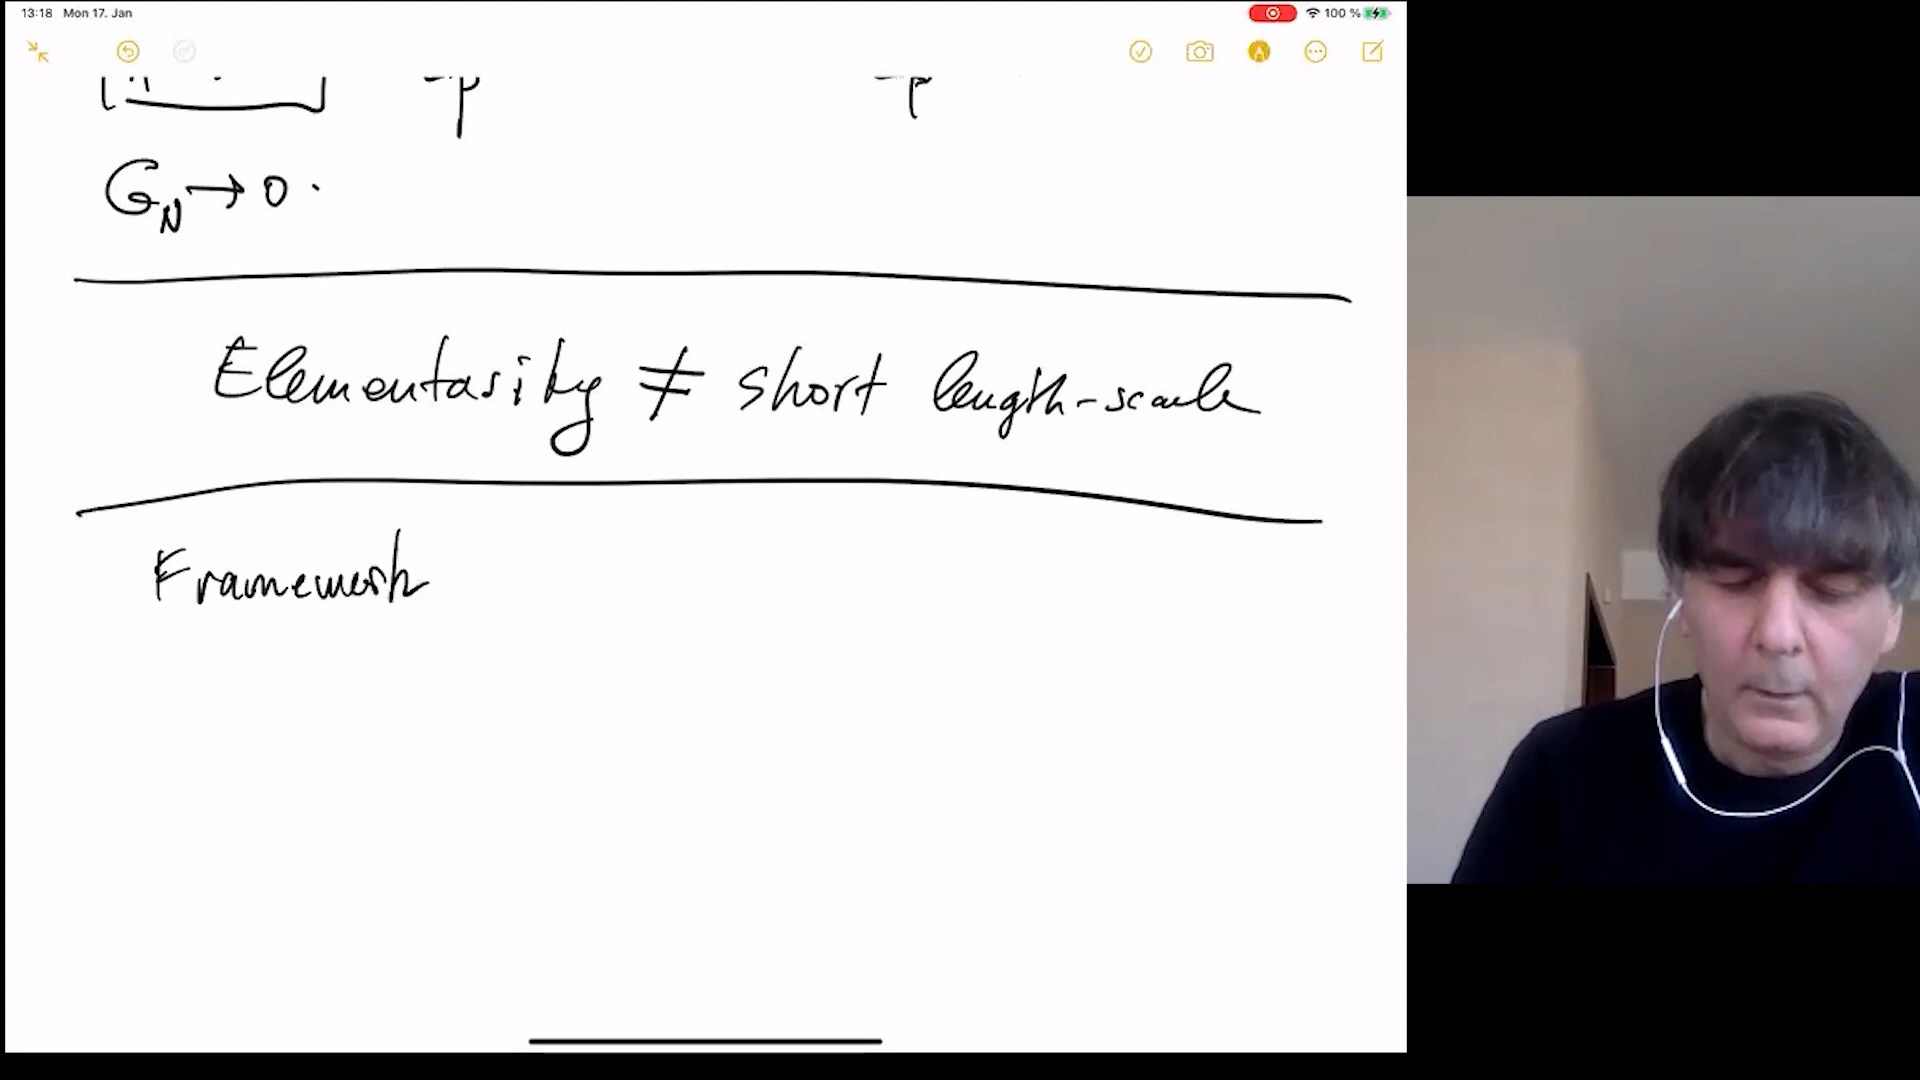 13:18 Mon 17. Jan 100 %
G_N → 0 .
Elementarity ≠ short length-scale
Framework